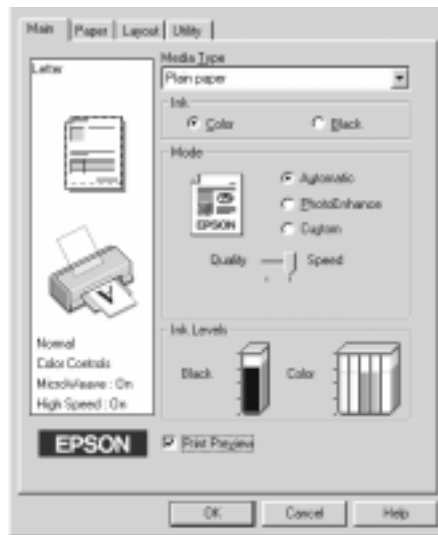 Main Paper Layout Utility
Letter
Media Type
Plain paper
Ink
Color Black
Mode
Automatic
PhotoEnhance
Custom
EPSON
Quality Speed
Normal
Color Controls
MicroWeave : On
High Speed : On
Ink Levels
Black Color
EPSON
Print Preview
OK Cancel Help